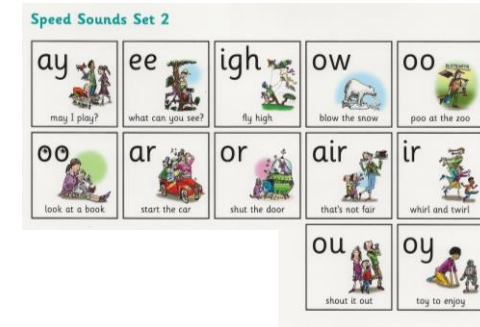 Speed Sounds Set 2
ay ee igh ow oo
may I play? what can you see? fly high blow the snow poo at the zoo
oo ar or air ir
look at a book start the car shut the door that's not fair whirl and twirl
ou oy
shout it out toy to enjoy